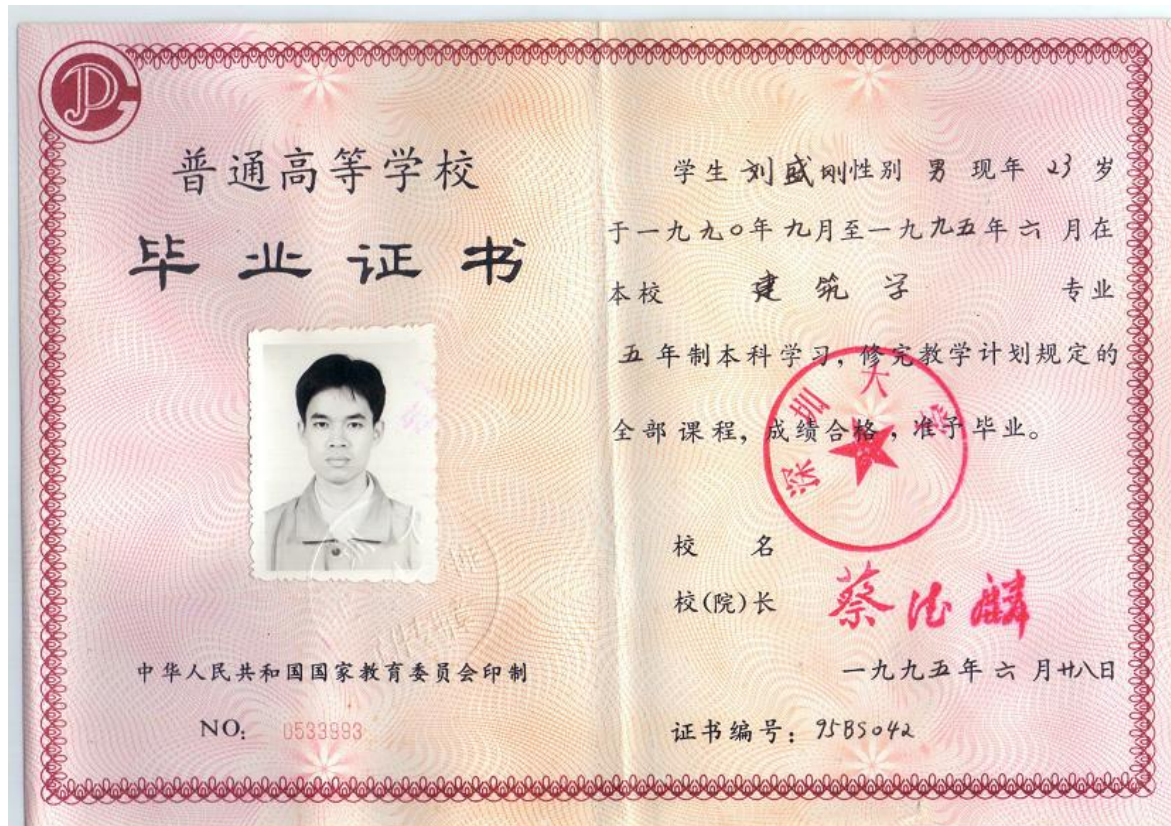 普通高等学校
毕业证书
中华人民共和国国家教育委员会印制
NO: 0533993
学生 刘盛刚 性别 男 现年 23 岁
于一九九〇年九月至一九九五年六月在
本校 建筑学 专业
五年制本科学习，修完教学计划规定的
全部课程，成绩合格，准予毕业。
深圳大学
校 名
校(院)长 蔡德麟
一九九五年六月廿八日
证书编号：95BS042